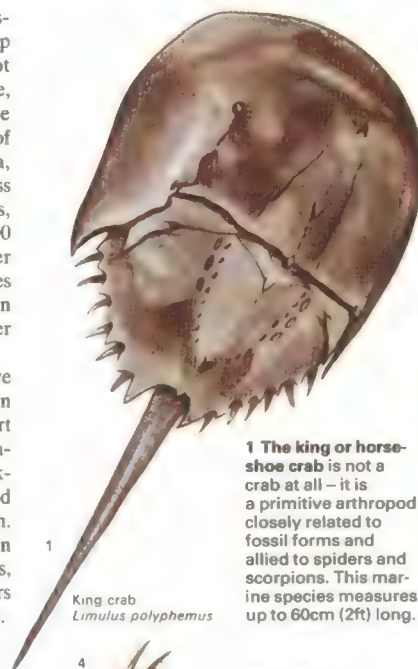 of
1 The king or horse-
shoe crab is not a
crab at all – it is
a primitive arthropod
closely related to
fossil forms and
allied to spiders and
scorpions. This mar-
ine species measures
up to 60cm (2ft) long.
1
King crab
Limulus polyphemus
4